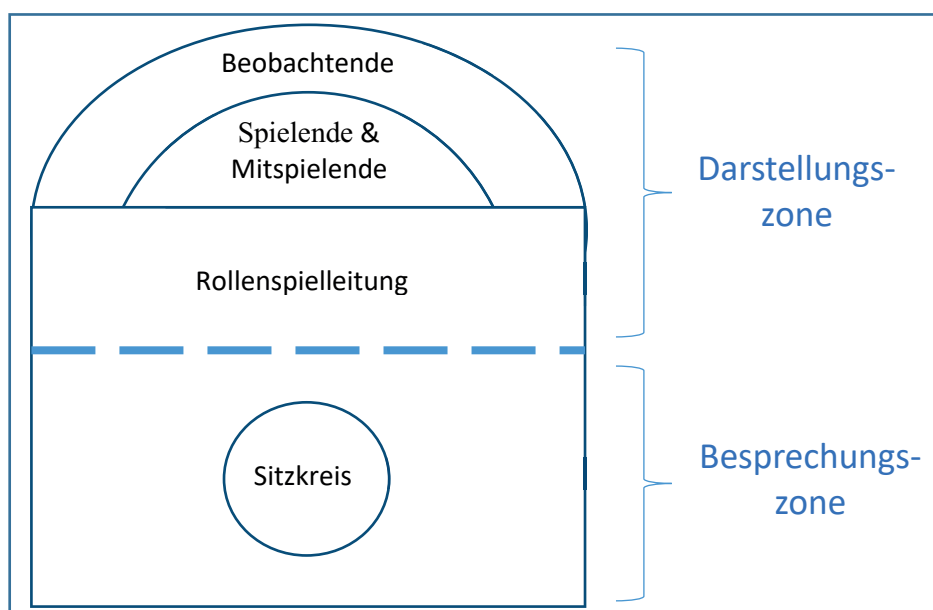 Beobachtende
Spielende &
Mitspielende
Darstellungs-
zone
Rollenspielleitung
Sitzkreis
Besprechungs-
zone